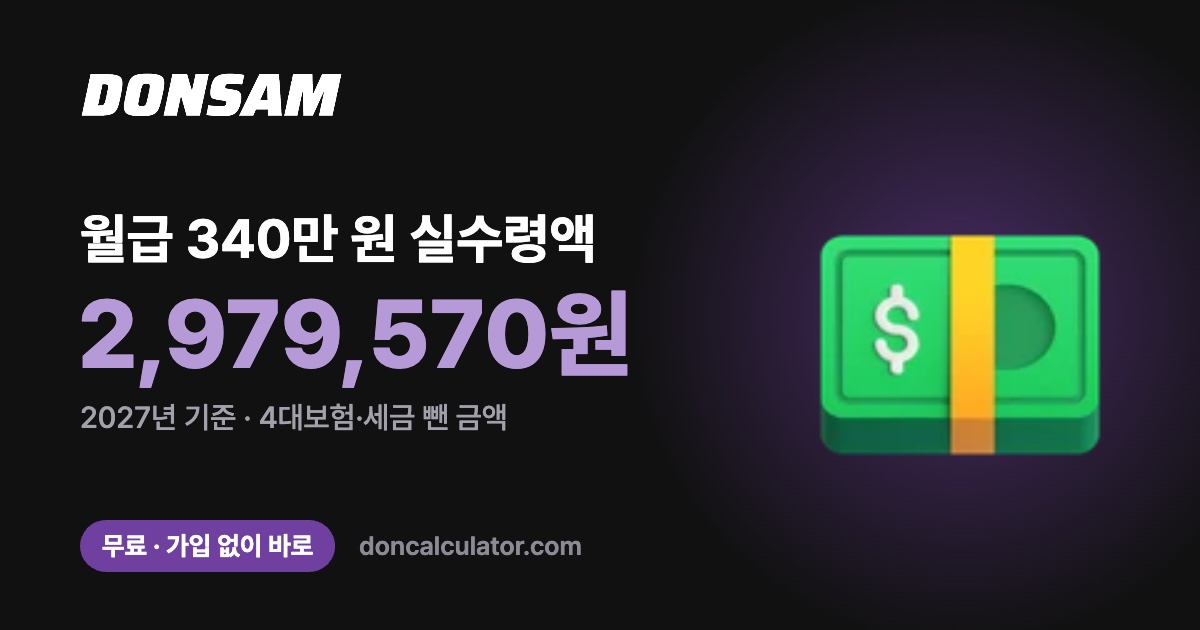 DONSAM
월급 340만 원 실수령액
2,979,570원
2027년 기준 · 4대보험·세금 뺀 금액
무료 · 가입 없이 바로
doncalculator.com
$